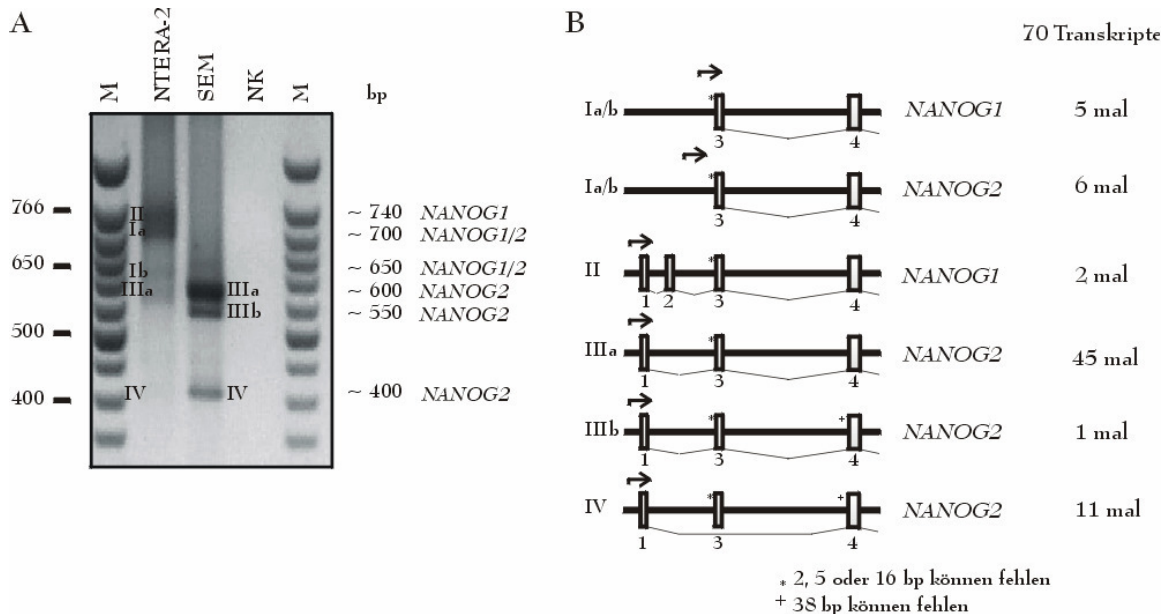 A
M
NTERA-2
SEM
NK
M
bp
766
650
500
400
II
Ia
Ib
IIIa
IV
IIIa
IIIb
IV
~ 740 NANOG1
~ 700 NANOG1/2
~ 650 NANOG1/2
~ 600 NANOG2
~ 550 NANOG2
~ 400 NANOG2
B
70 Transkripte
Ia/b * NANOG1 5 mal
3 4
Ia/b * NANOG2 6 mal
3 4
II * NANOG1 2 mal
1 2 3 4
IIIa * NANOG2 45 mal
1 3 4
IIIb * + NANOG2 1 mal
1 3 4
IV * + NANOG2 11 mal
1 3 4
* 2, 5 oder 16 bp können fehlen
+ 38 bp können fehlen